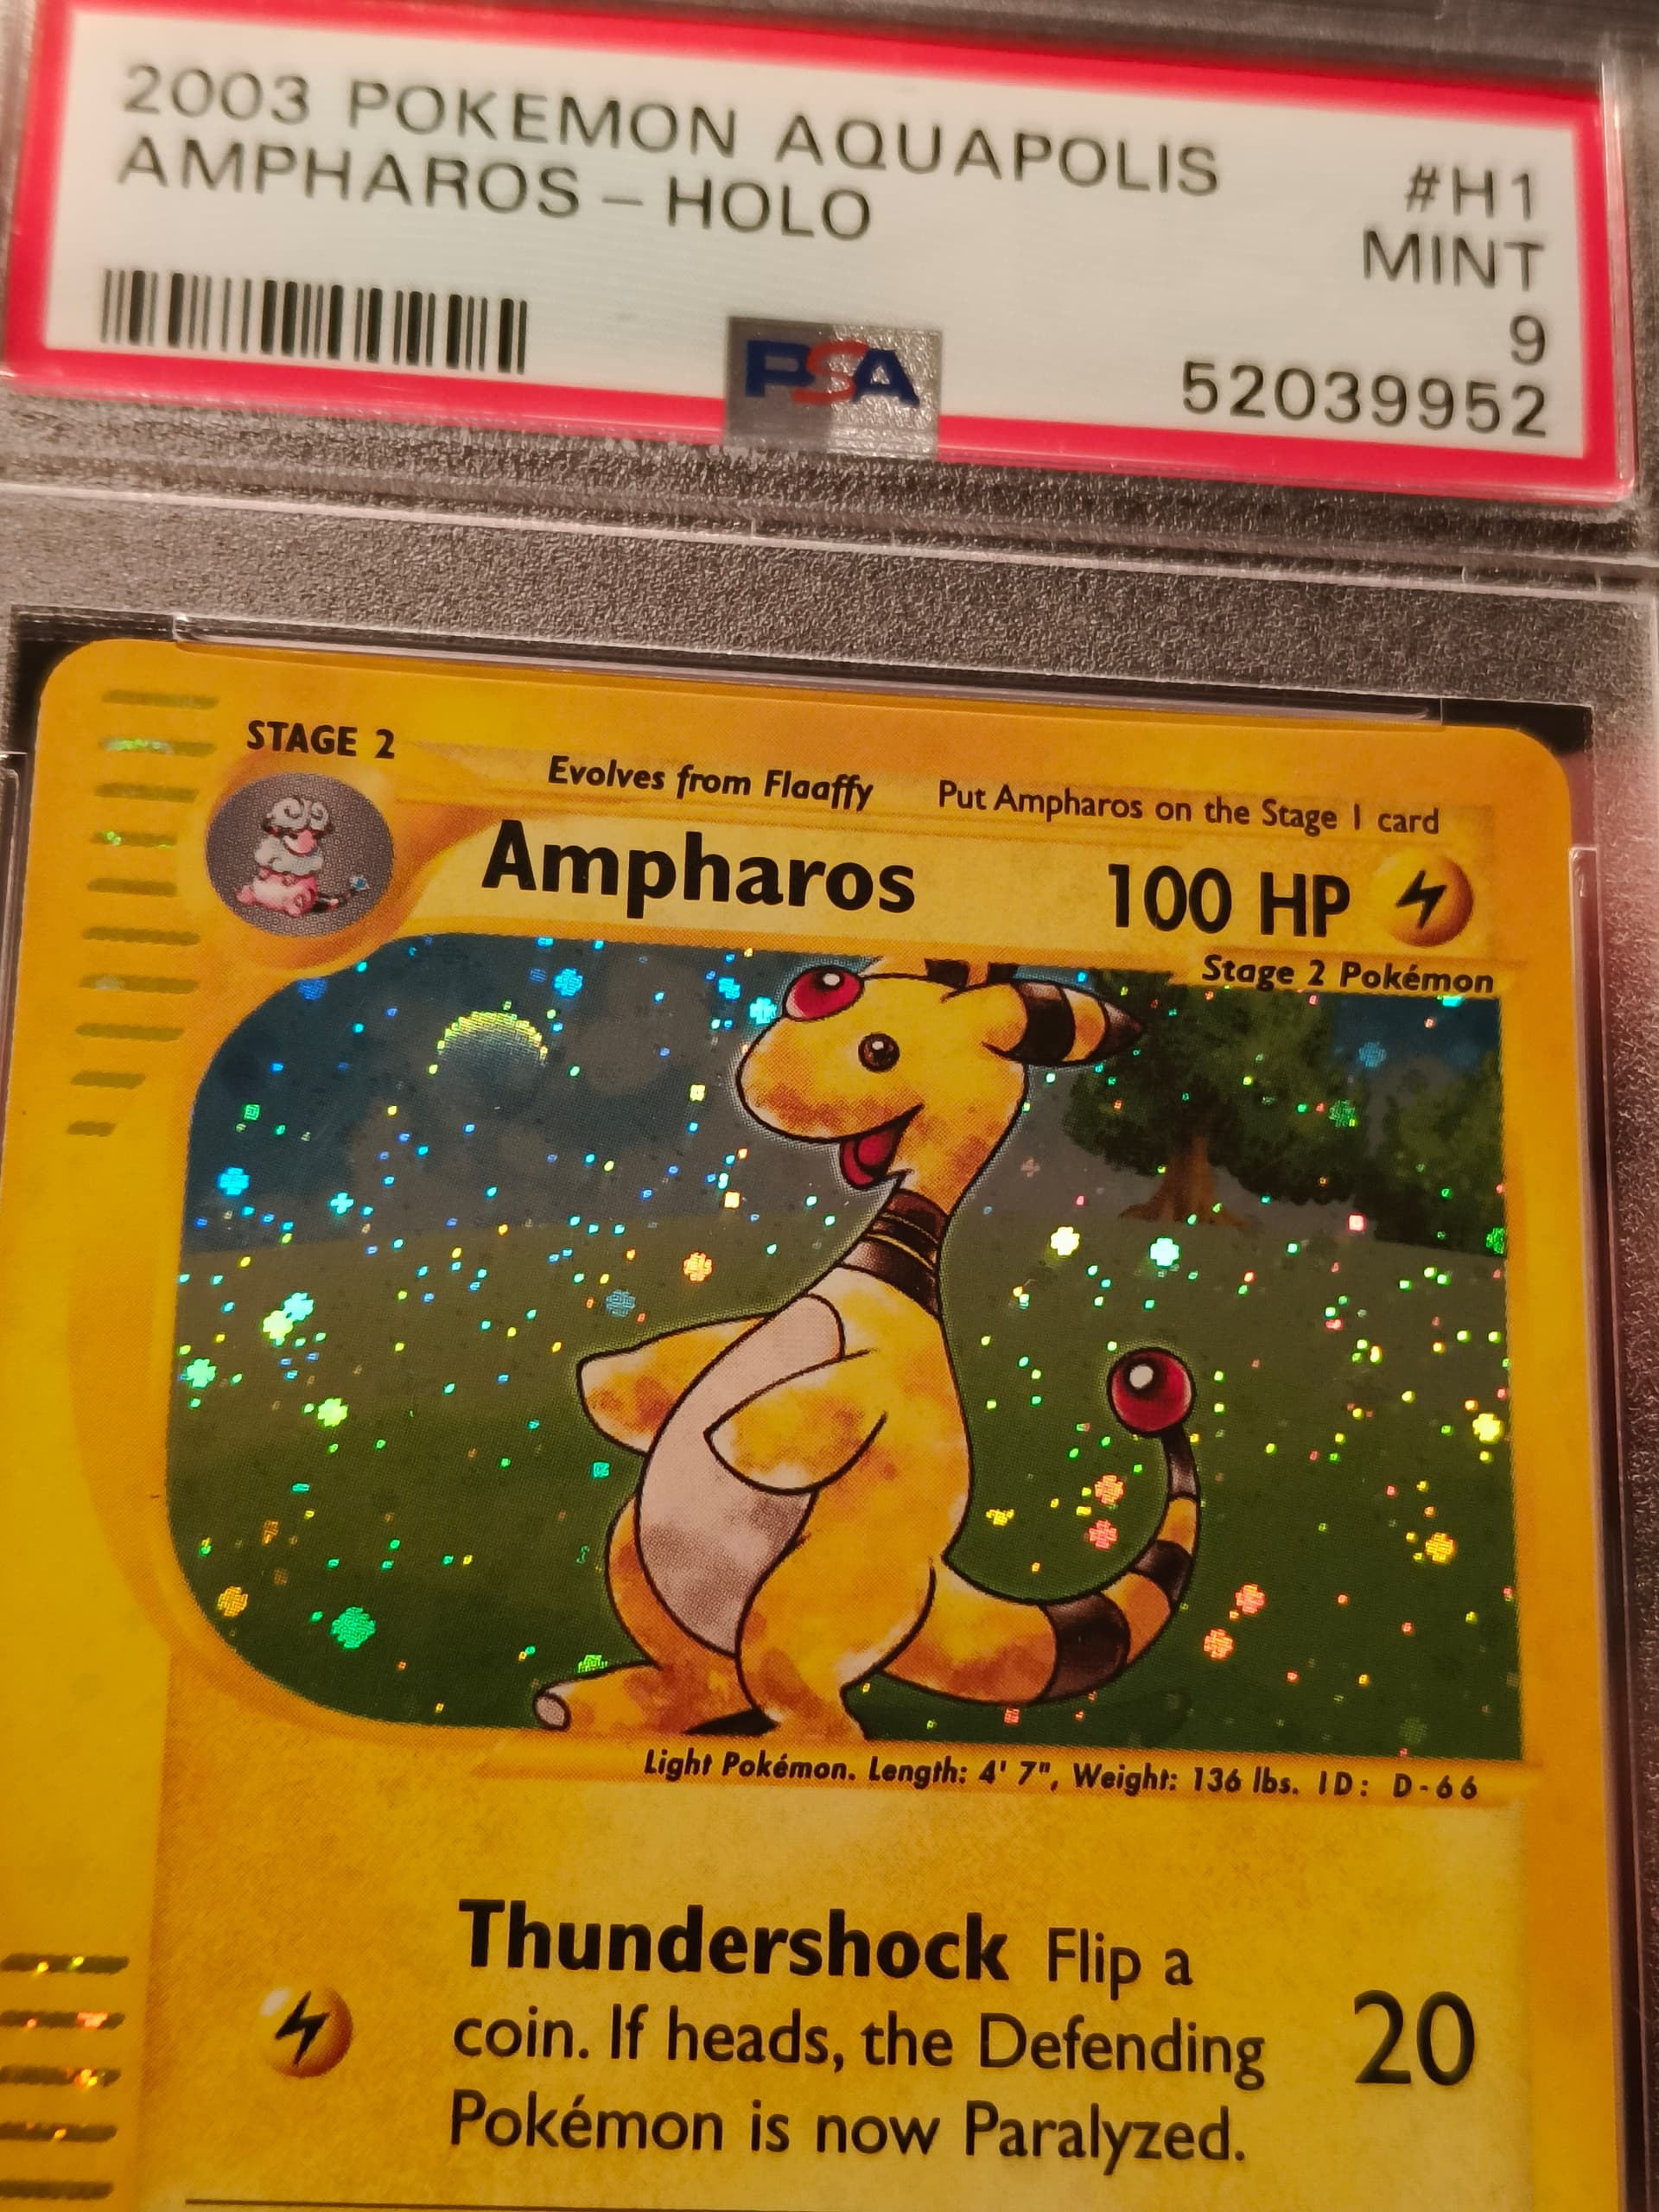 2003 POKEMON AQUAPOLIS #H1
AMPHAROS – HOLO MINT
9
PSA 52039952
STAGE 2
Evolves from Flaaffy Put Ampharos on the Stage 1 card
Ampharos 100 HP
Stage 2 Pokémon
Light Pokémon. Length: 4' 7", Weight: 136 lbs. ID: D-66
Thundershock Flip a
coin. If heads, the Defending 20
Pokémon is now Paralyzed.